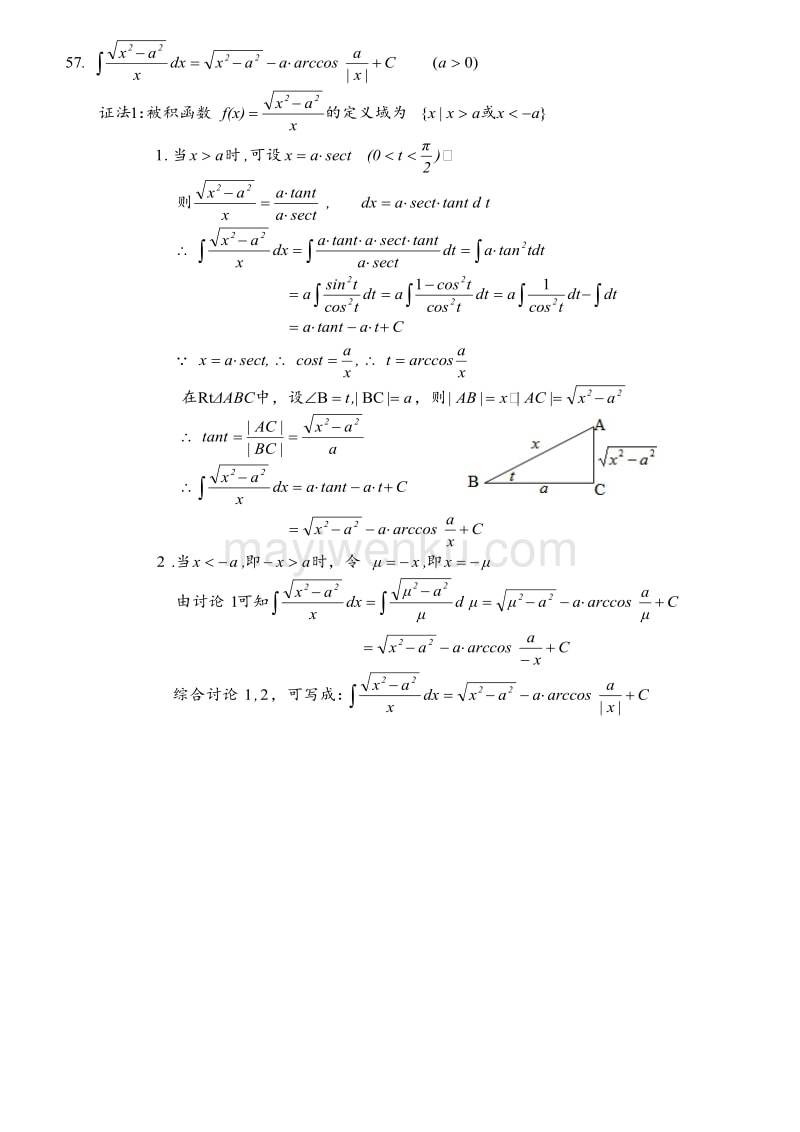 57. ∫ √(x²−a²)/x dx = √(x²−a²) − a·arccos a/|x| + C (a > 0)
证法1:被积函数 f(x) = √(x²−a²)/x 的定义域为 {x | x > a或x < −a}
1.当x > a时,可设x = a·sect (0 < t < π/2)□
则 √(x²−a²)/x = a·tant/a·sect , dx = a·sect·tant d t
∴ ∫ √(x²−a²)/x dx = ∫ a·tant·a·sect·tant/a·sect dt = ∫ a·tan²tdt
= a∫ sin²t/cos²t dt = a∫ 1−cos²t/cos²t dt = a∫ 1/cos²t dt − ∫ dt
= a·tant − a·t + C
∵ x = a·sect, ∴ cost = a/x , ∴ t = arccos a/x
在RtΔABC中, 设∠B = t,| BC |= a, 则| AB |= x□| AC |= √(x²−a²)
∴ tant = | AC |/| BC | = √(x²−a²)/a
A
x
√(x²−a²)
B
t
a
C
∴ ∫ √(x²−a²)/x dx = a·tant − a·t + C
= √(x²−a²) − a·arccos a/x + C
mayiwenku.com
2 .当x < −a ,即−x > a时, 令 μ = −x ,即x = −μ
由讨论 1可知∫ √(x²−a²)/x dx = ∫ √(μ²−a²)/μ d μ = √(μ²−a²) − a·arccos a/μ + C
= √(x²−a²) − a·arccos a/−x + C
综合讨论 1,2, 可写成: ∫ √(x²−a²)/x dx = √(x²−a²) − a·arccos a/|x| + C